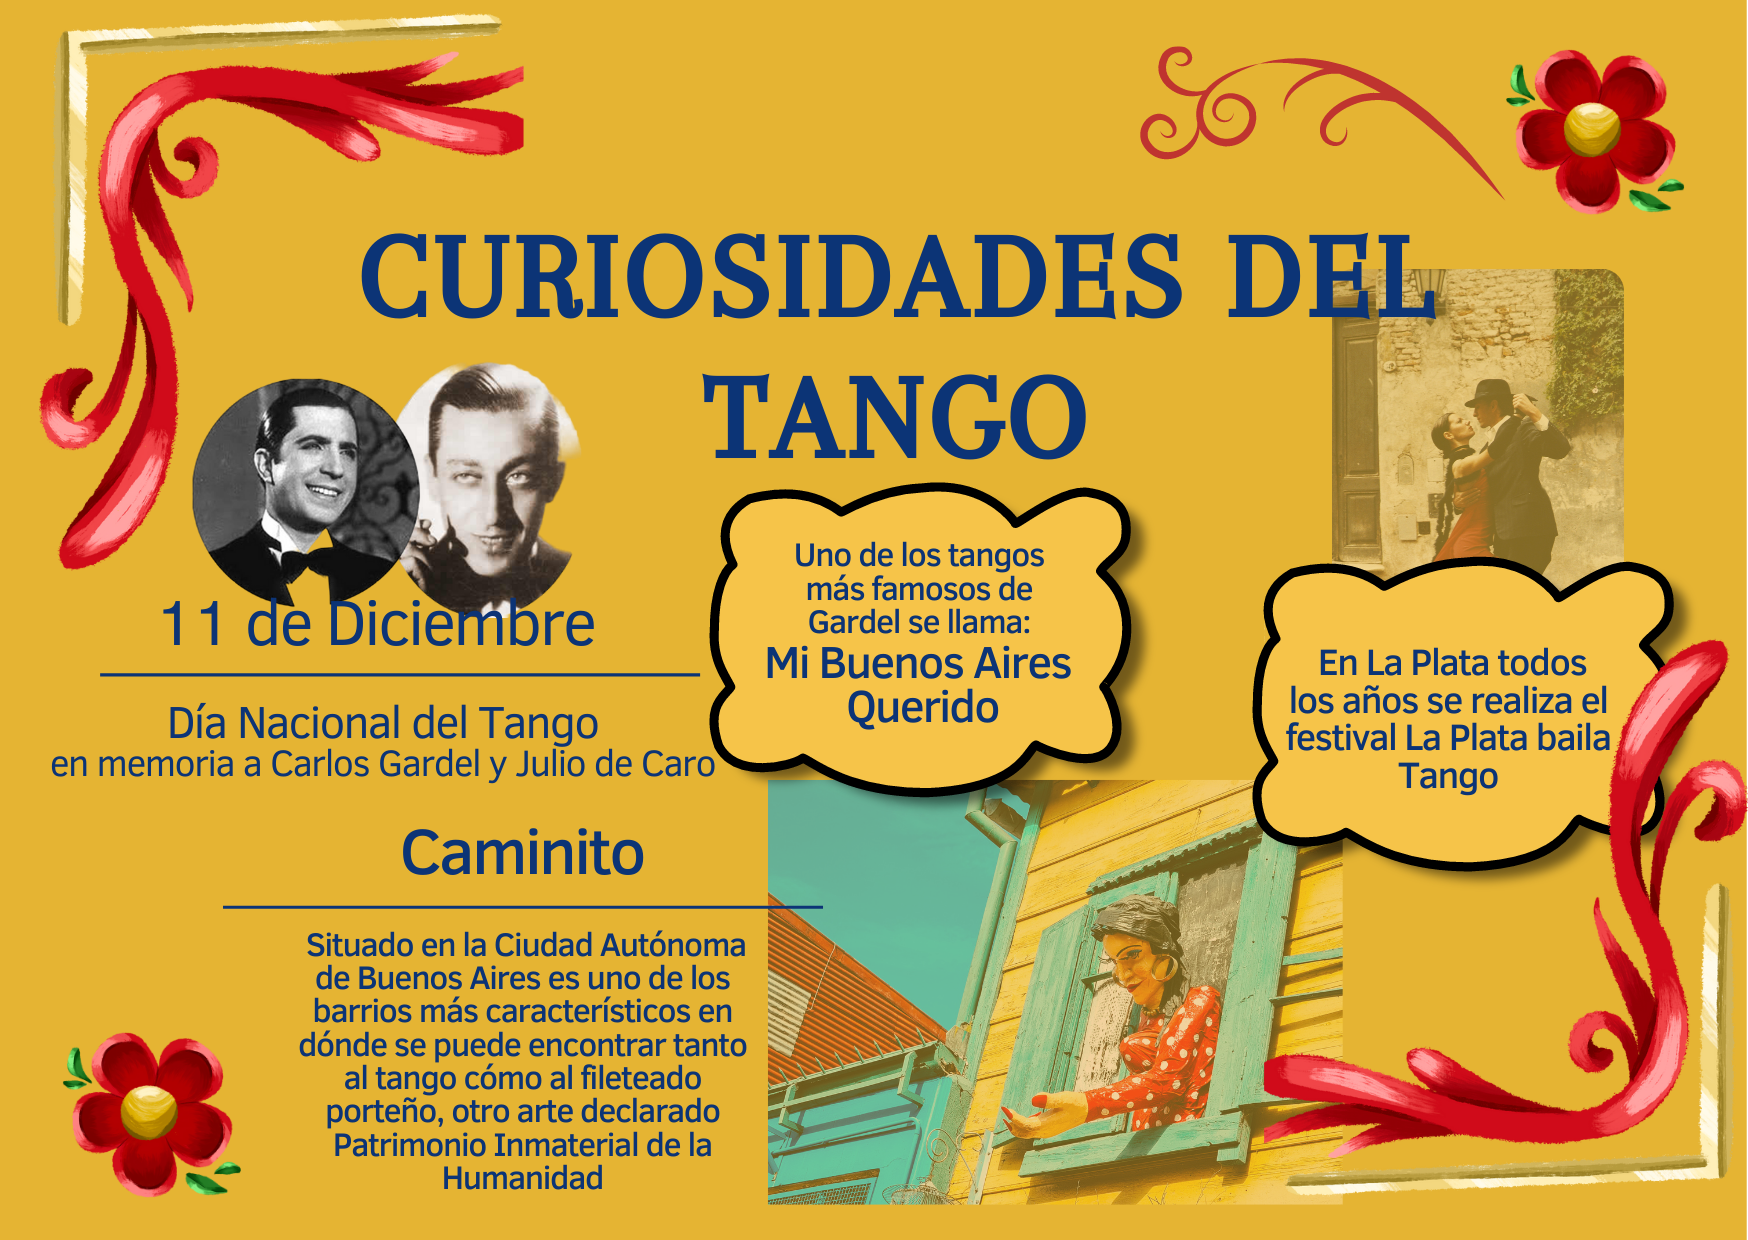 CURIOSIDADES DEL
TANGO
11 de Diciembre
Día Nacional del Tango
en memoria a Carlos Gardel y Julio de Caro
Uno de los tangos
más famosos de
Gardel se llama:
Mi Buenos Aires
Querido
En La Plata todos
los años se realiza el
festival La Plata baila
Tango
Caminito
Situado en la Ciudad Autónoma
de Buenos Aires es uno de los
barrios más característicos en
dónde se puede encontrar tanto
al tango cómo al fileteado
porteño, otro arte declarado
Patrimonio Inmaterial de la
Humanidad